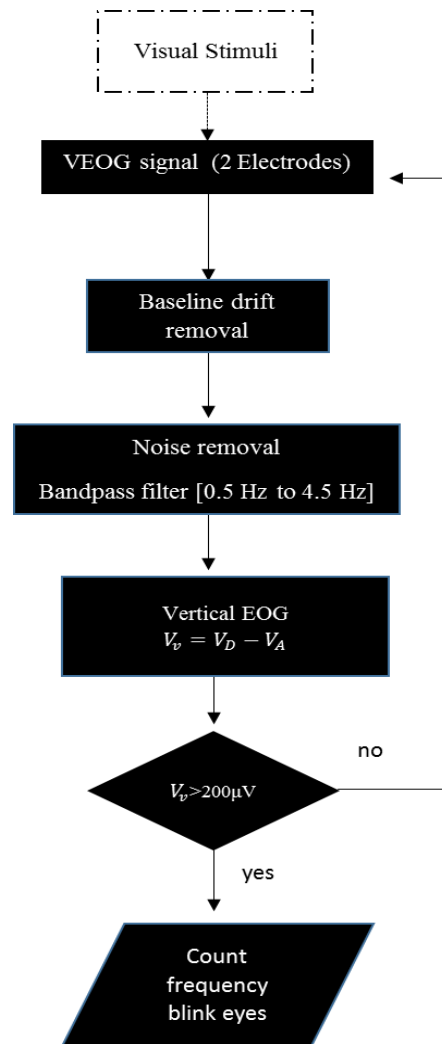 Visual Stimuli
VEOG signal (2 Electrodes)
Baseline drift
removal
Noise removal
Bandpass filter [0.5 Hz to 4.5 Hz]
Vertical EOG
V_v = V_D − V_A
V_v>200μV
no
yes
Count
frequency
blink eyes